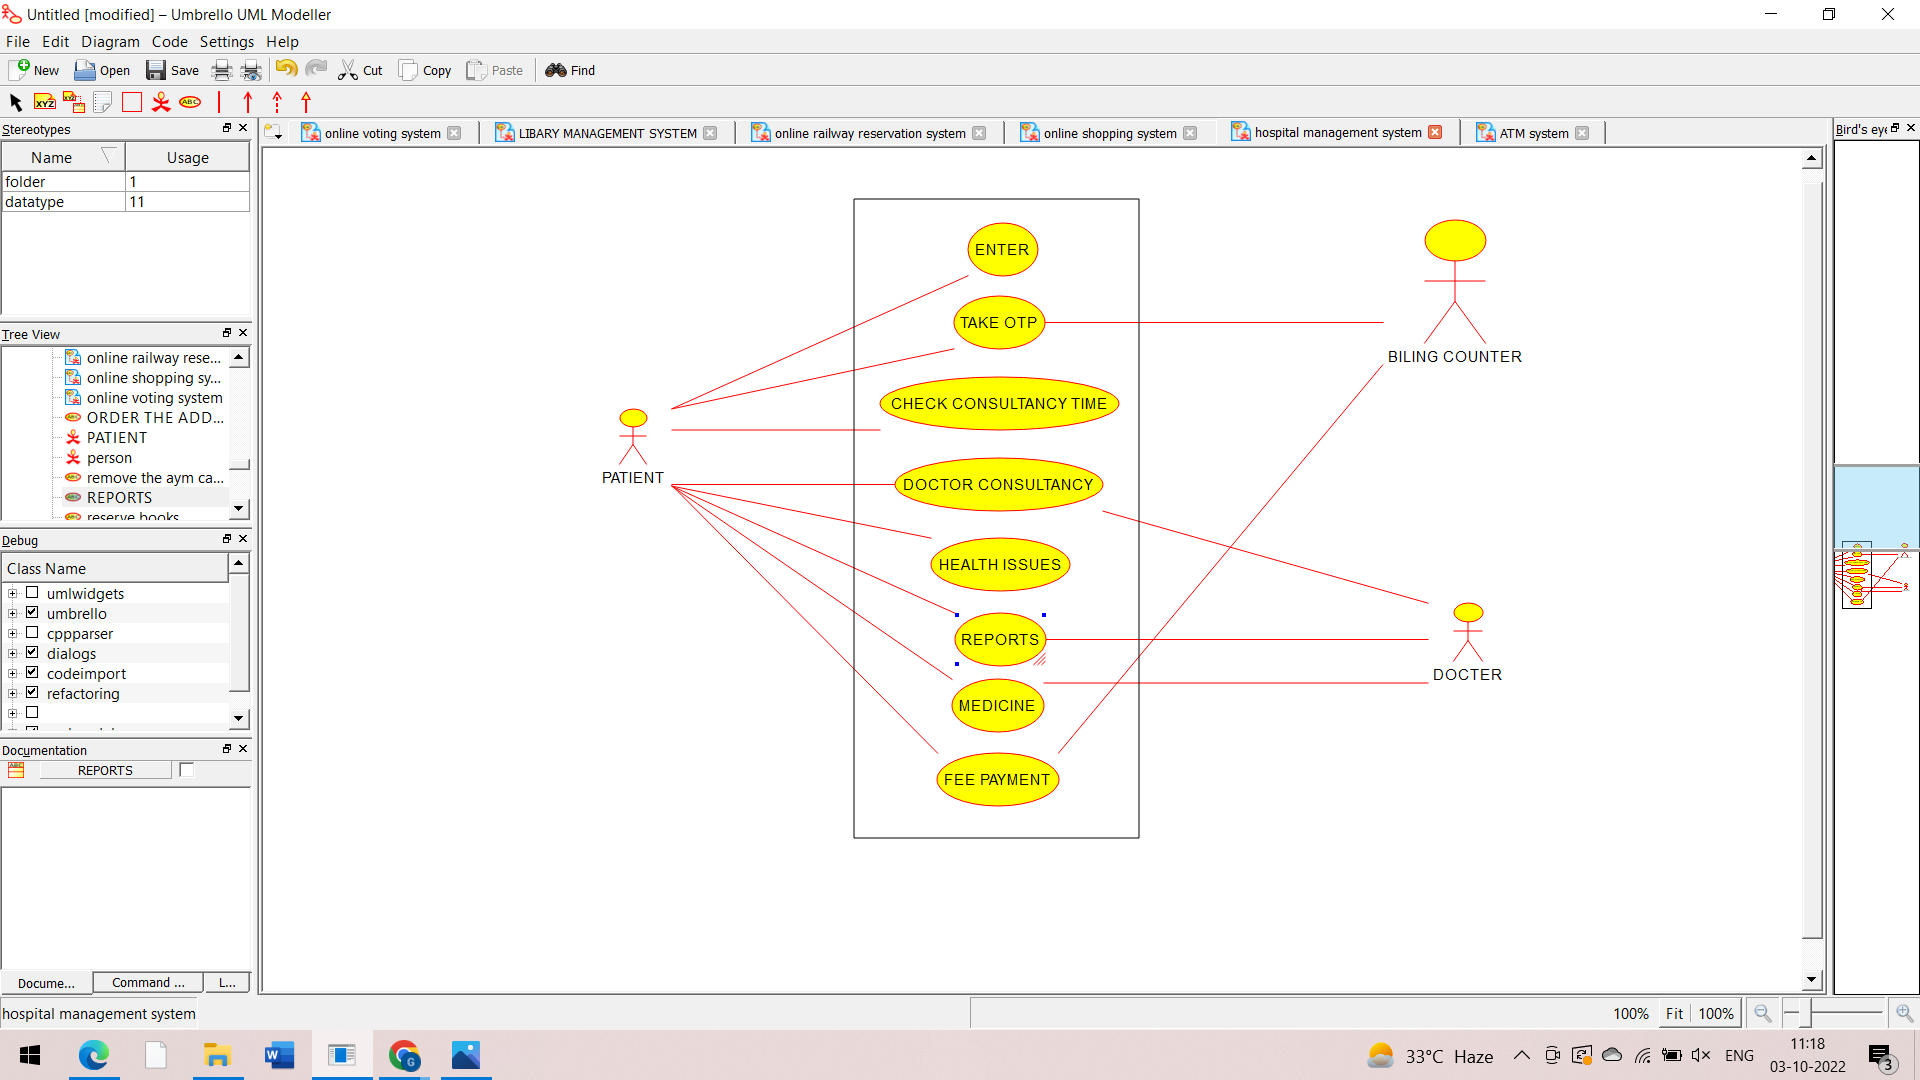 Untitled [modified] – Umbrello UML Modeller
File Edit Diagram Code Settings Help
New Open Save Cut Copy Paste Find
XYZ XYZ ABC
Stereotypes
Name Usage
folder 1
datatype 11
Tree View
online railway rese...
online shopping sy...
online voting system
ORDER THE ADD...
PATIENT
person
remove the aym ca...
REPORTS
reserve books
Debug
Class Name
umlwidgets
umbrello
cppparser
dialogs
codeimport
refactoring
Documentation
REPORTS
Docume... Command ... L...
online voting system LIBARY MANAGEMENT SYSTEM online railway reservation system online shopping system hospital management system ATM system
Bird's eye
ENTER
TAKE OTP
CHECK CONSULTANCY TIME
DOCTOR CONSULTANCY
HEALTH ISSUES
REPORTS
MEDICINE
FEE PAYMENT
PATIENT
BILING COUNTER
DOCTER
hospital management system
100% Fit 100%
33°C Haze ENG
11:18
03-10-2022
3